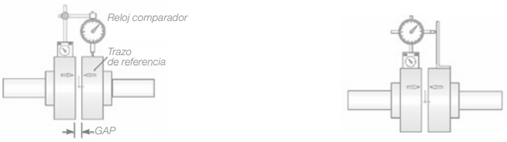 Reloj comparador
Trazo
de referencia
GAP